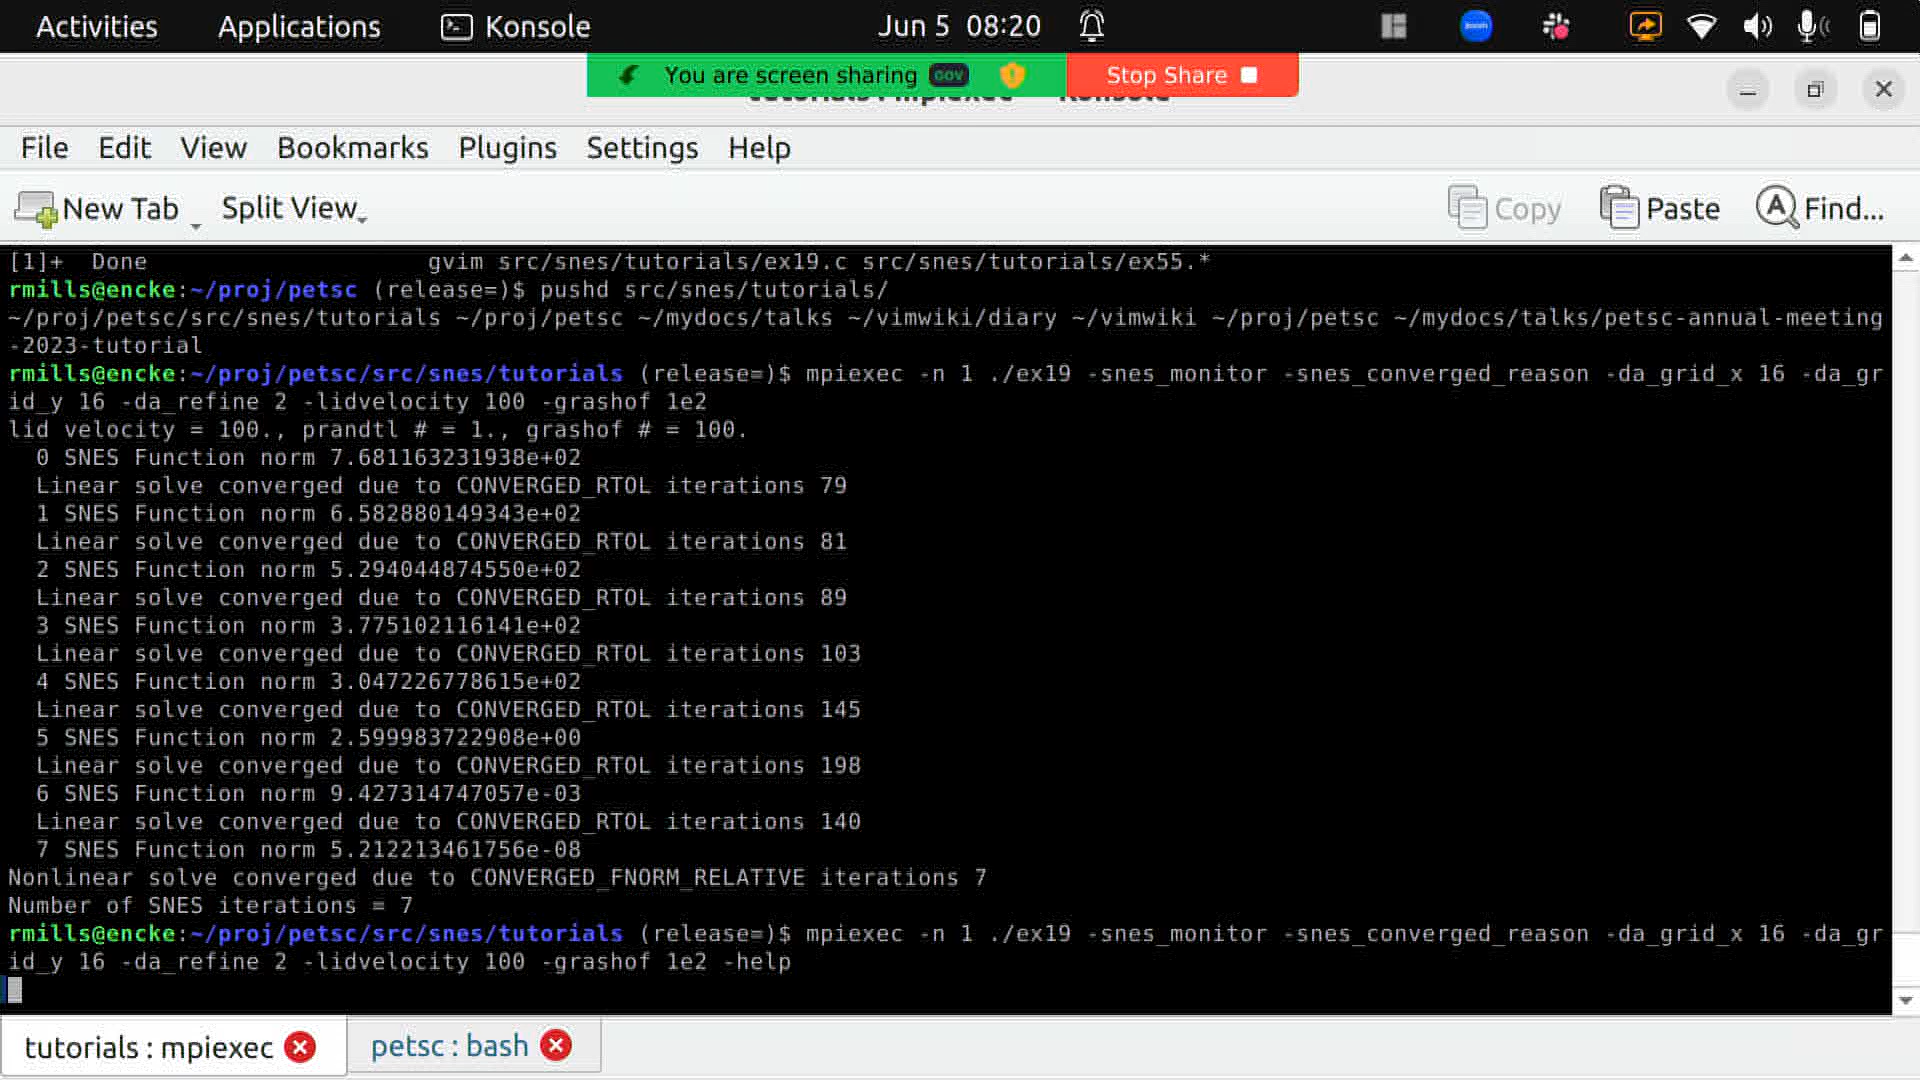 Activities Applications Konsole Jun 5 08:20 zoom
You are screen sharing GOV Stop Share
File Edit View Bookmarks Plugins Settings Help
New Tab Split View Copy Paste Find...
[1]+  Done                    gvim src/snes/tutorials/ex19.c src/snes/tutorials/ex55.*
rmills@encke:~/proj/petsc (release=)$ pushd src/snes/tutorials/
~/proj/petsc/src/snes/tutorials ~/proj/petsc ~/mydocs/talks ~/vimwiki/diary ~/vimwiki ~/proj/petsc ~/mydocs/talks/petsc-annual-meeting
-2023-tutorial
rmills@encke:~/proj/petsc/src/snes/tutorials (release=)$ mpiexec -n 1 ./ex19 -snes_monitor -snes_converged_reason -da_grid_x 16 -da_gr
id_y 16 -da_refine 2 -lidvelocity 100 -grashof 1e2
lid velocity = 100., prandtl # = 1., grashof # = 100.
  0 SNES Function norm 7.681163231938e+02
  Linear solve converged due to CONVERGED_RTOL iterations 79
  1 SNES Function norm 6.582880149343e+02
  Linear solve converged due to CONVERGED_RTOL iterations 81
  2 SNES Function norm 5.294044874550e+02
  Linear solve converged due to CONVERGED_RTOL iterations 89
  3 SNES Function norm 3.775102116141e+02
  Linear solve converged due to CONVERGED_RTOL iterations 103
  4 SNES Function norm 3.047226778615e+02
  Linear solve converged due to CONVERGED_RTOL iterations 145
  5 SNES Function norm 2.599983722908e+00
  Linear solve converged due to CONVERGED_RTOL iterations 198
  6 SNES Function norm 9.427314747057e-03
  Linear solve converged due to CONVERGED_RTOL iterations 140
  7 SNES Function norm 5.212213461756e-08
Nonlinear solve converged due to CONVERGED_FNORM_RELATIVE iterations 7
Number of SNES iterations = 7
rmills@encke:~/proj/petsc/src/snes/tutorials (release=)$ mpiexec -n 1 ./ex19 -snes_monitor -snes_converged_reason -da_grid_x 16 -da_gr
id_y 16 -da_refine 2 -lidvelocity 100 -grashof 1e2 -help
tutorials : mpiexec petsc : bash